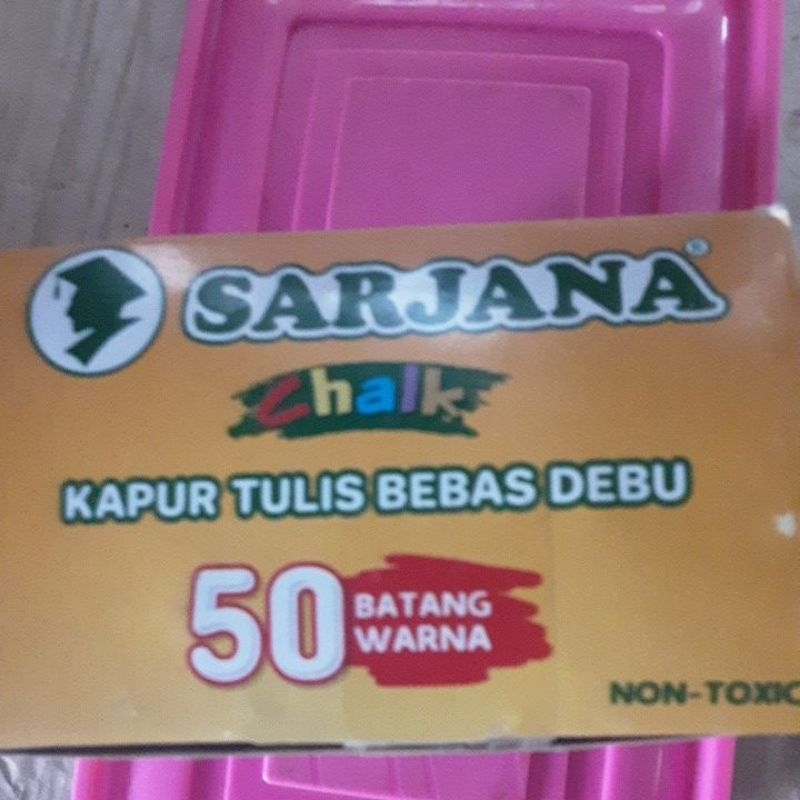 SARJANA®
Chalk
KAPUR TULIS BEBAS DEBU
50 BATANG
WARNA
NON-TOXIC